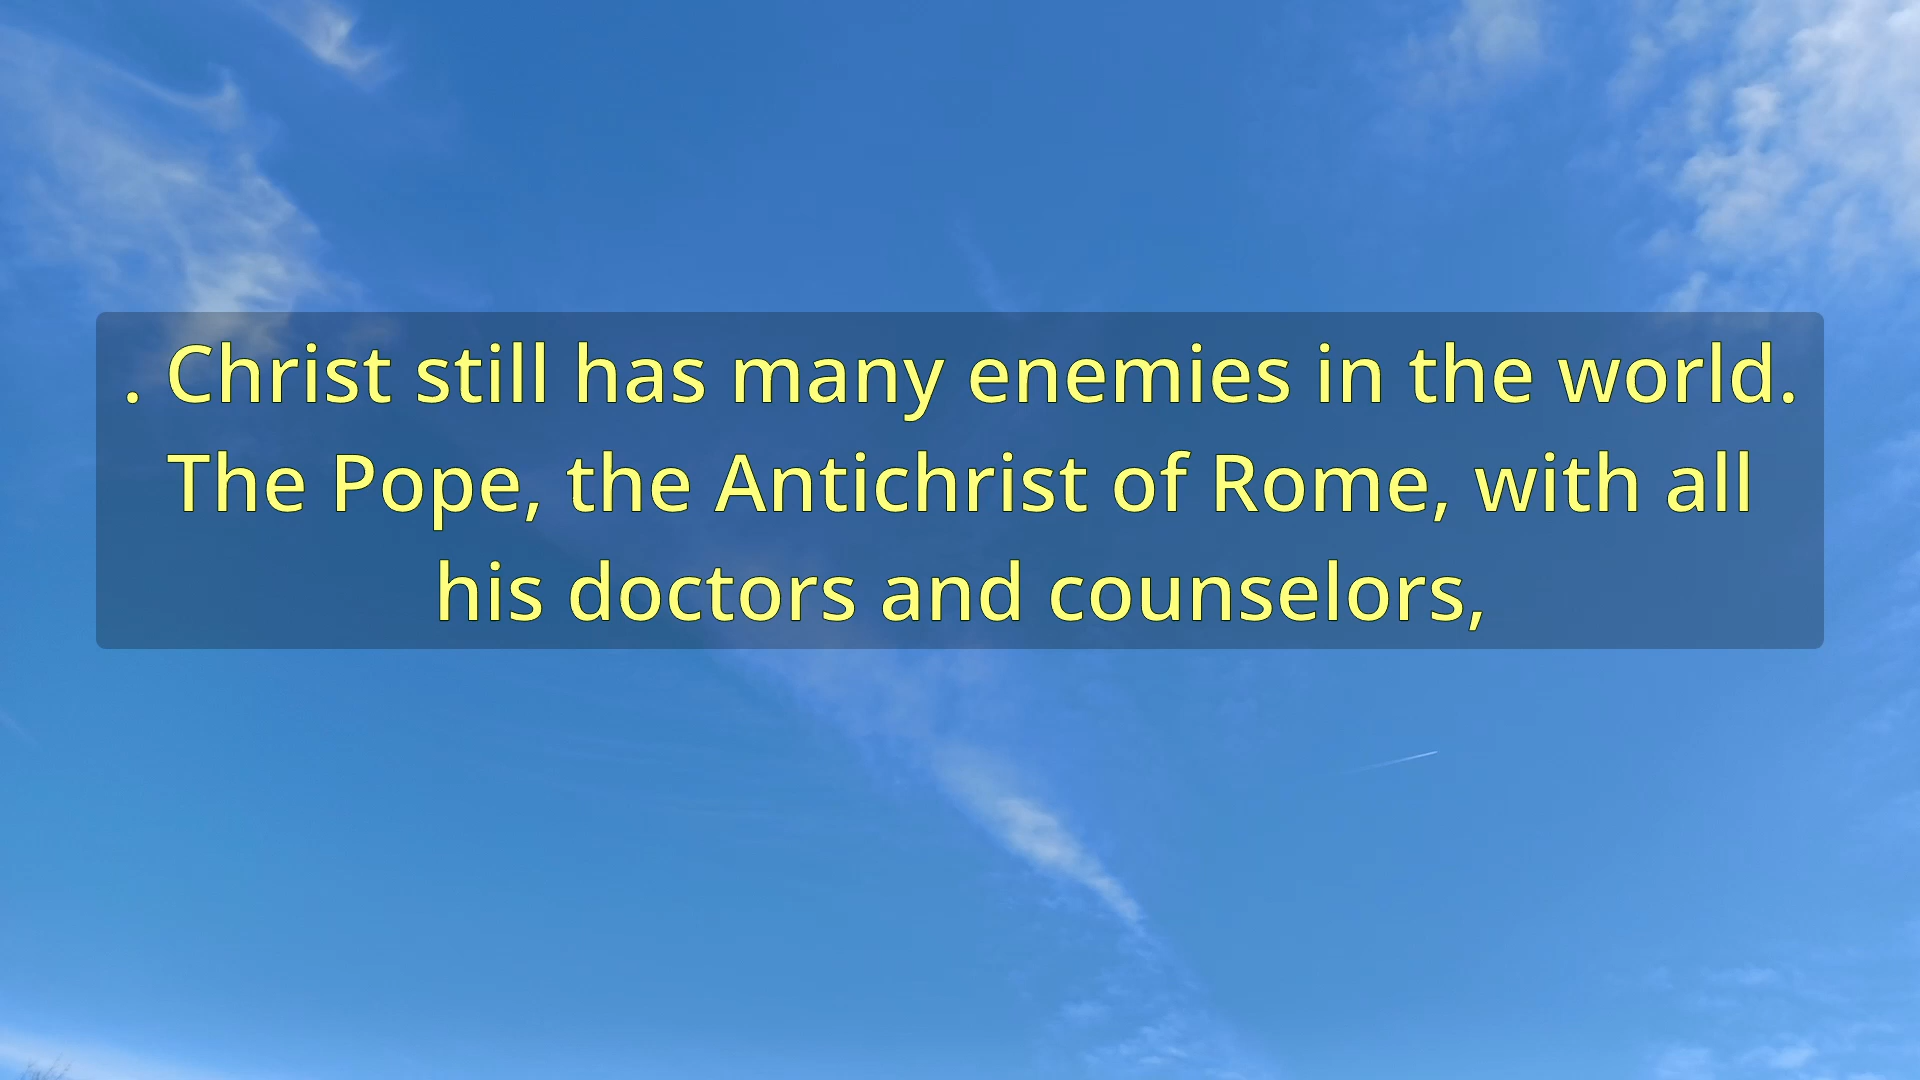 . Christ still has many enemies in the world.
The Pope, the Antichrist of Rome, with all
his doctors and counselors,